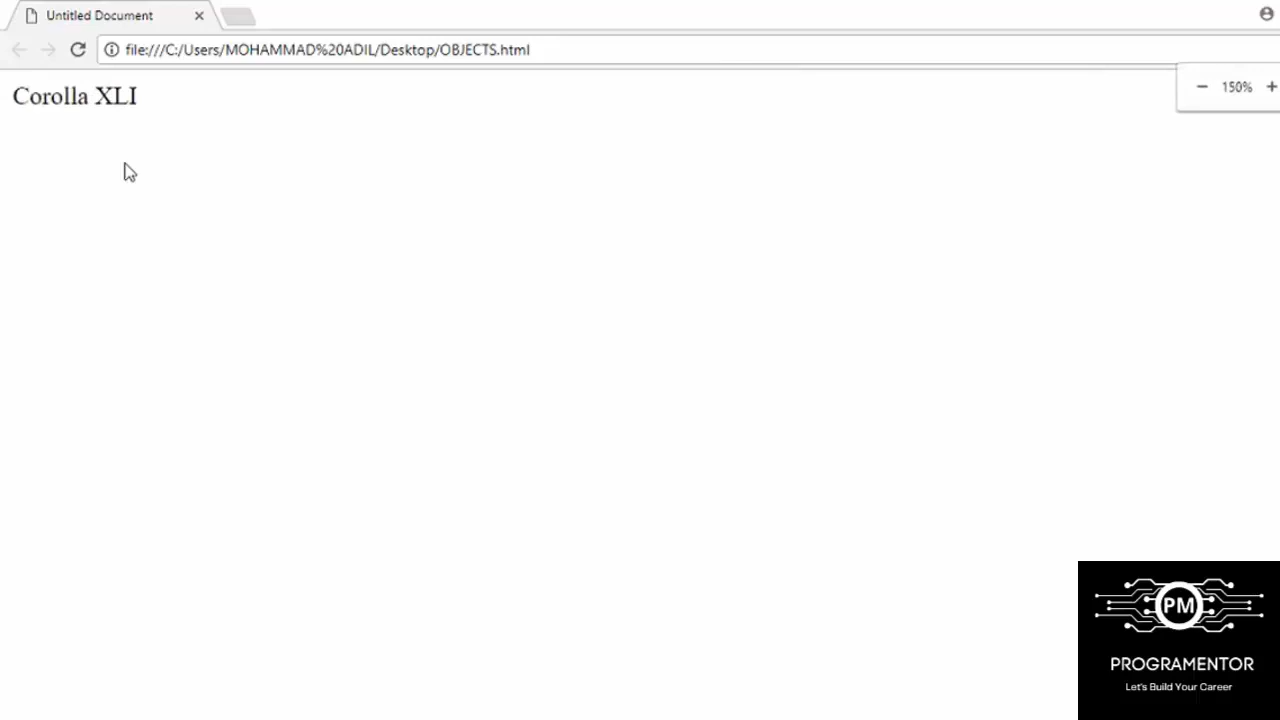 Untitled Document
file:///C:/Users/MOHAMMAD%20ADIL/Desktop/OBJECTS.html
150%
Corolla XLI
PM
PROGRAMENTOR
Let's Build Your Career